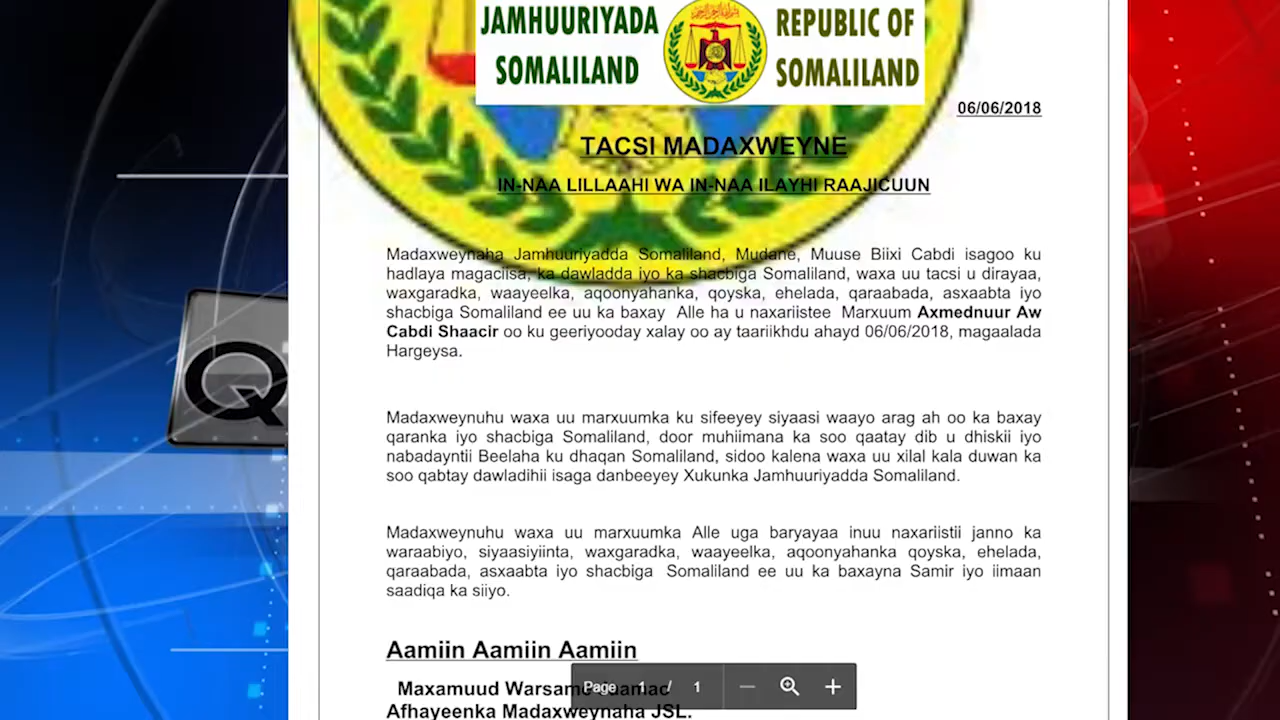 JAMHUURIYADA
SOMALILAND
REPUBLIC OF
SOMALILAND
06/06/2018
TACSI MADAXWEYNE
IN-NAA LILLAAHI WA IN-NAA ILAYHI RAAJICUUN
Madaxweynaha Jamhuuriyadda Somaliland, Mudane, Muuse Biixi Cabdi isagoo ku
hadlaya magaciisa, ka dawladda iyo ka shacbiga Somaliland, waxa uu tacsi u dirayaa,
waxgaradka, waayeelka, aqoonyahanka, qoyska, ehelada, qaraabada, asxaabta iyo
shacbiga Somaliland ee uu ka baxay Alle ha u naxariistee Marxuum Axmednuur Aw
Cabdi Shaacir oo ku geeriyooday xalay oo ay taariikhdu ahayd 06/06/2018, magaalada
Hargeysa.
Madaxweynuhu waxa uu marxuumka ku sifeeyey siyaasi waayo arag ah oo ka baxay
qaranka iyo shacbiga Somaliland, door muhiimana ka soo qaatay dib u dhiskii iyo
nabadayntii Beelaha ku dhaqan Somaliland, sidoo kalena waxa uu xilal kala duwan ka
soo qabtay dawladihii isaga danbeeyey Xukunka Jamhuuriyadda Somaliland.
Madaxweynuhu waxa uu marxuumka Alle uga baryayaa inuu naxariistii janno ka
waraabiyo, siyaasiyiinta, waxgaradka, waayeelka, aqoonyahanka qoyska, ehelada,
qaraabada, asxaabta iyo shacbiga Somaliland ee uu ka baxayna Samir iyo iimaan
saadiqa ka siiyo.
Aamiin Aamiin Aamiin
Maxamuud Warsame
Afhayeenka Madaxweynaha JSL.
Page 1 / 1
Q